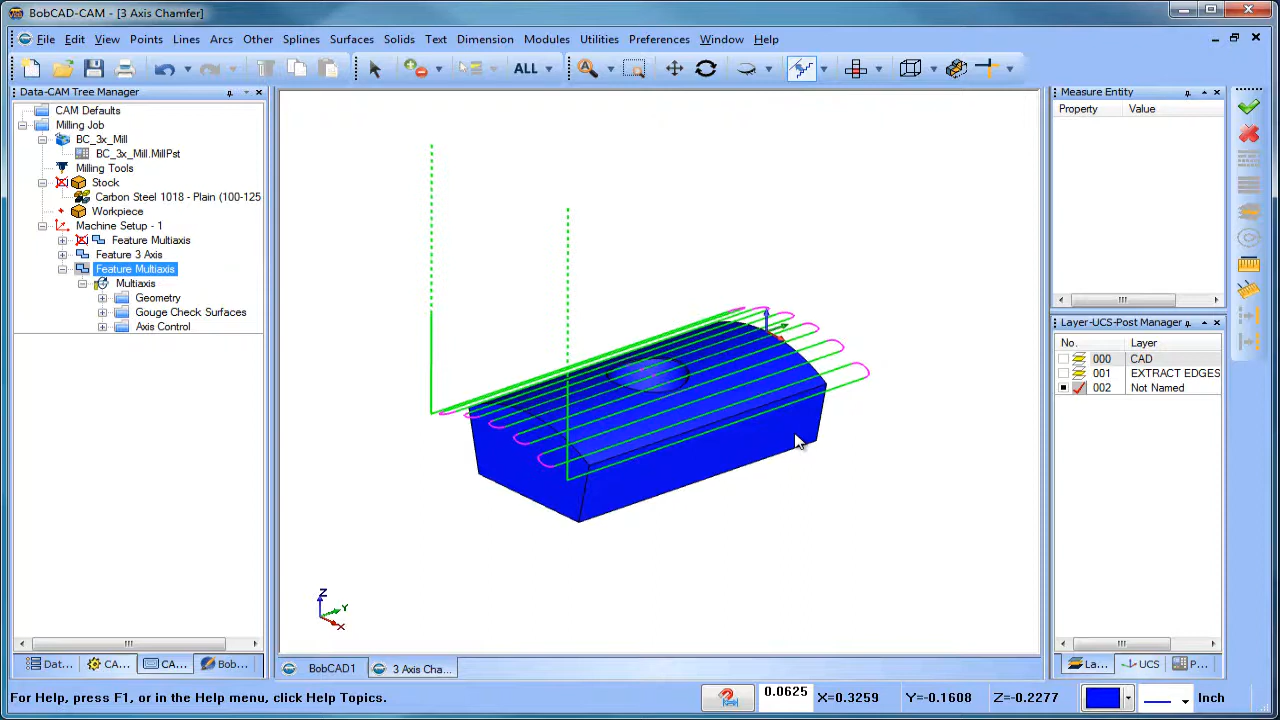 BobCAD-CAM - [3 Axis Chamfer]
File Edit View Points Lines Arcs Other Splines Surfaces Solids Text Dimension Modules Utilities Preferences Window Help
ALL
Data-CAM Tree Manager
CAM Defaults
Milling Job
BC_3x_Mill
BC_3x_Mill.MillPst
Milling Tools
Stock
Carbon Steel 1018 - Plain (100-125
Workpiece
Machine Setup - 1
Feature Multiaxis
Feature 3 Axis
Feature Multiaxis
Multiaxis
Geometry
Gouge Check Surfaces
Axis Control
Dat... CA... CA... Bob...
Z
Y
X
BobCAD1 3 Axis Cha...
Measure Entity
Property Value
Layer-UCS-Post Manager
No. Layer
000 CAD
001 EXTRACT EDGES
002 Not Named
La... UCS P...
For Help, press F1, or in the Help menu, click Help Topics. 0.0625 X=0.3259 Y=-0.1608 Z=-0.2277 Inch